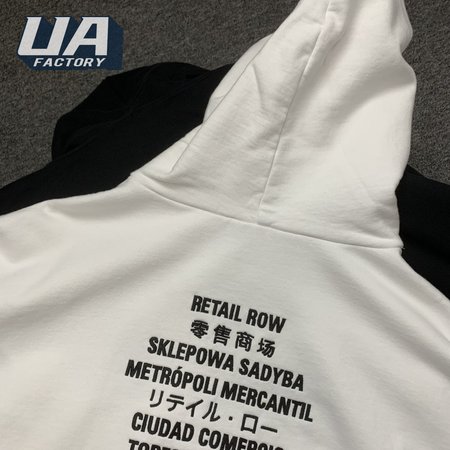 UA
FACTORY
RETAIL ROW
零售商场
SKLEPOWA SADYBA
METRÓPOLI MERCANTIL
リテイル・ロー
CIUDAD